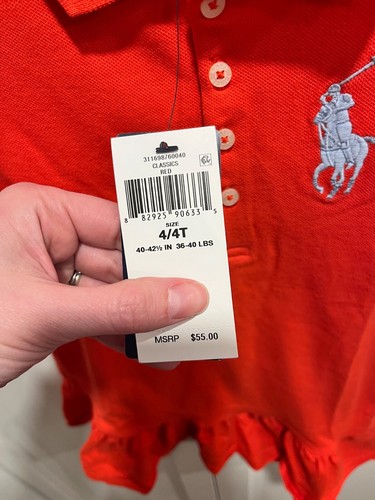 311698760040
CLASSICS
RED
8 82925 90633 5
SIZE
4/4T
40-42½ IN 36-40 LBS
MSRP $55.00